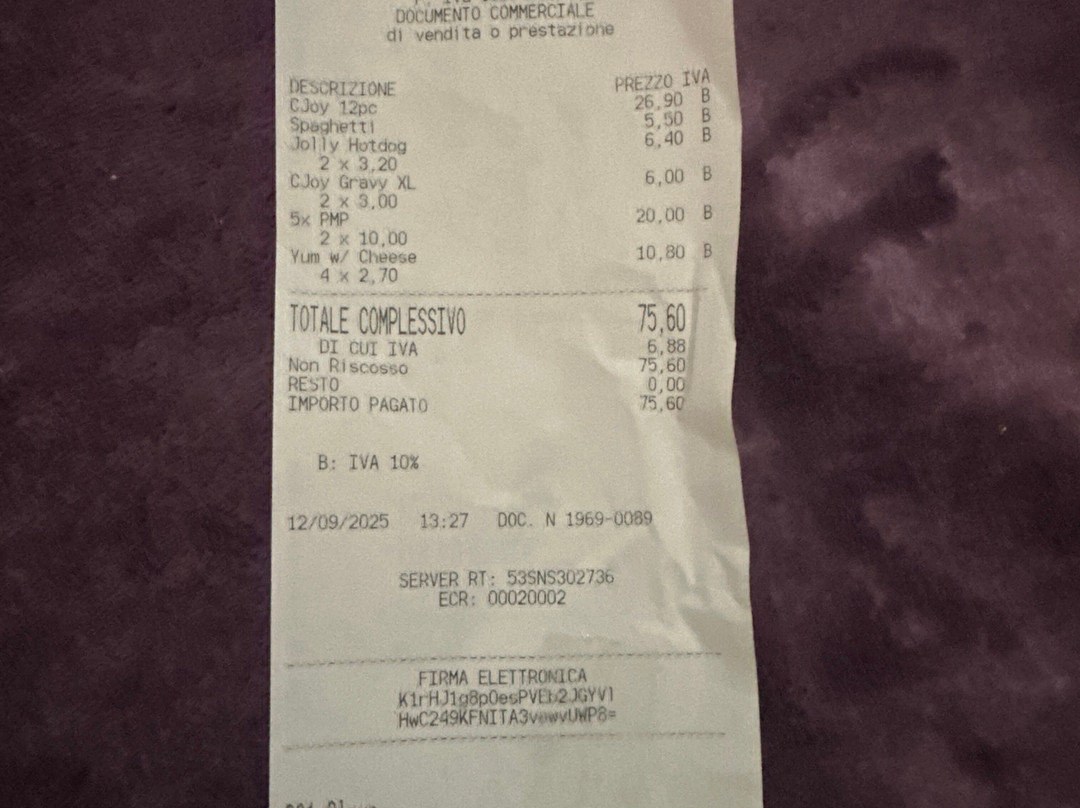 DOCUMENTO COMMERCIALE
di vendita o prestazione
DESCRIZIONE PREZZO IVA
CJoy 12pc 26,90 B
Spaghetti 5,50 B
Jolly Hotdog 6,40 B
2 x 3,20
CJoy Gravy XL 6,00 B
2 x 3,00
5x PMP 20,00 B
2 x 10,00
Yum w/ Cheese 10,80 B
4 x 2,70
TOTALE COMPLESSIVO 75,60
DI CUI IVA 6,88
Non Riscosso 75,60
RESTO 0,00
IMPORTO PAGATO 75,60
B: IVA 10%
12/09/2025 13:27 DOC. N 1969-0089
SERVER RT: 53SNS302736
ECR: 00020002
FIRMA ELETTRONICA